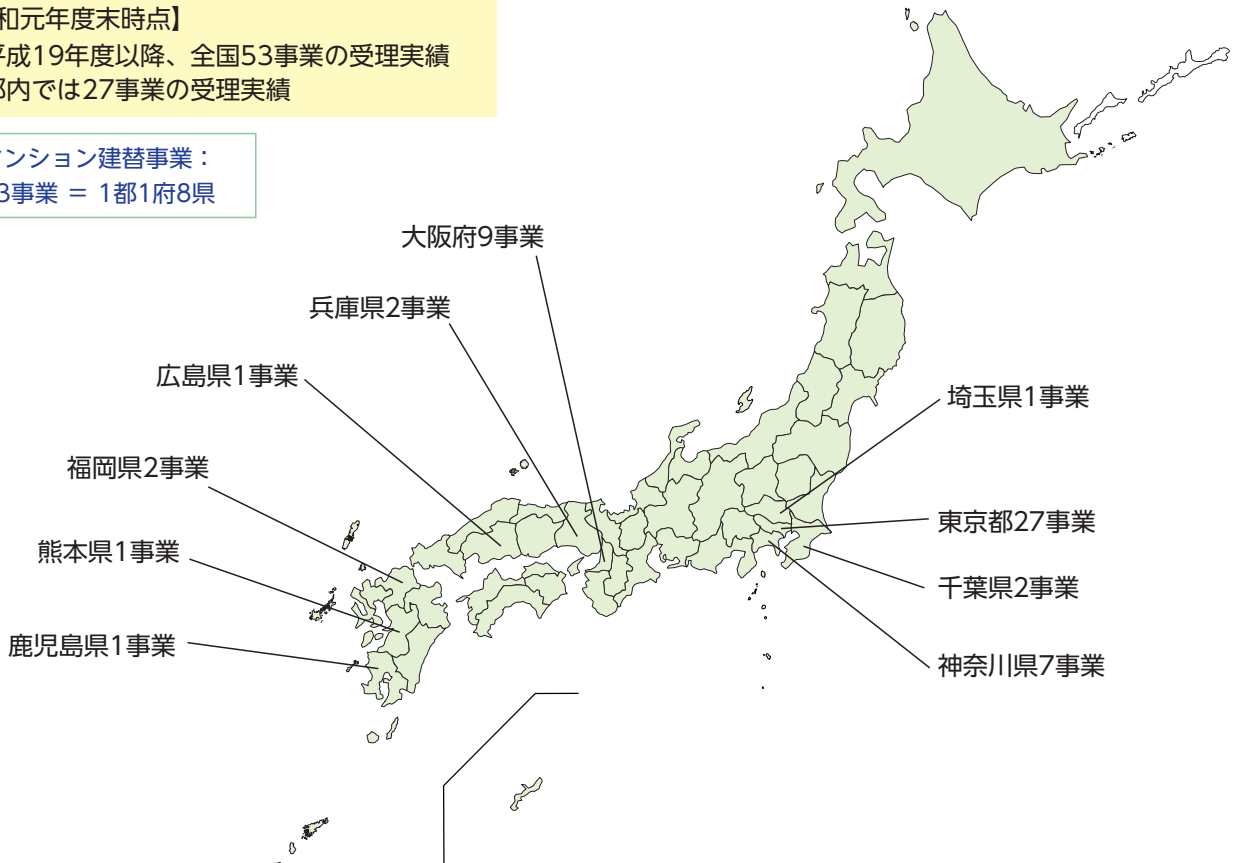 和元年度末時点】
平成19年度以降、全国53事業の受理実績
都内では27事業の受理実績
マンション建替事業：
3事業 ＝ 1都1府8県
大阪府9事業
兵庫県2事業
広島県1事業
福岡県2事業
熊本県1事業
鹿児島県1事業
埼玉県1事業
東京都27事業
千葉県2事業
神奈川県7事業